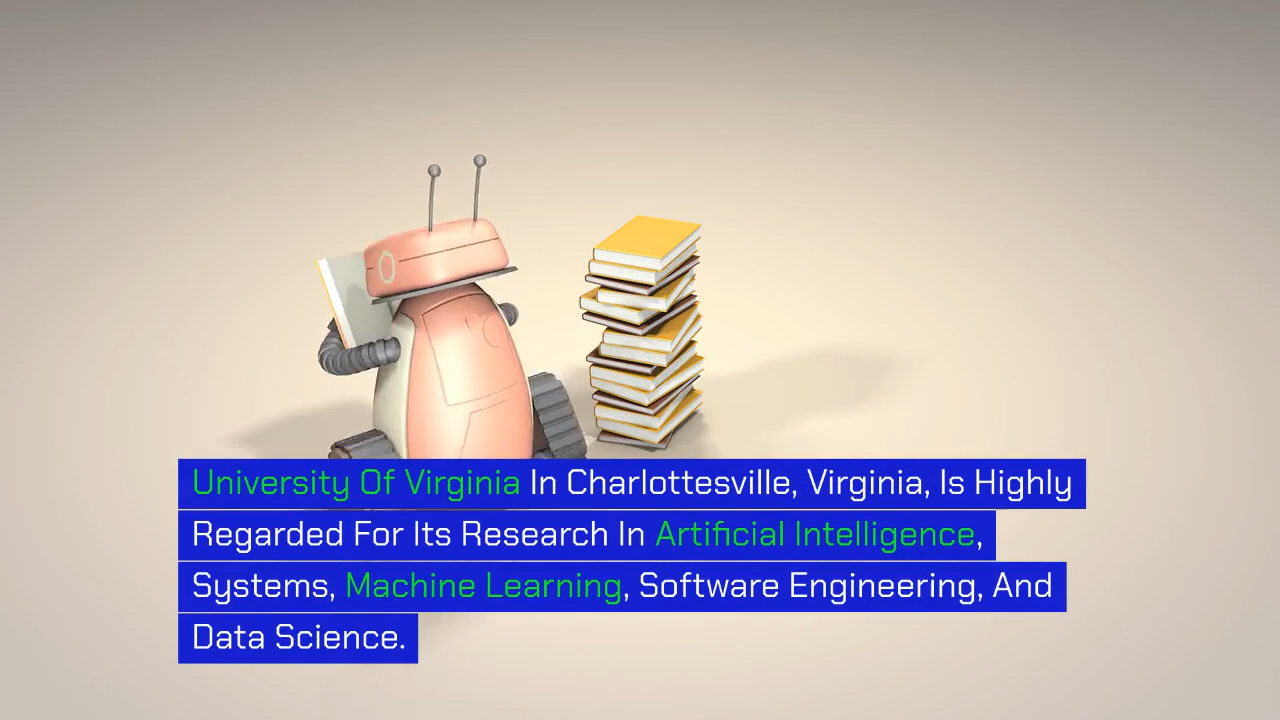 University Of Virginia In Charlottesville, Virginia, Is Highly
Regarded For Its Research In Artificial Intelligence,
Systems, Machine Learning, Software Engineering, And
Data Science.